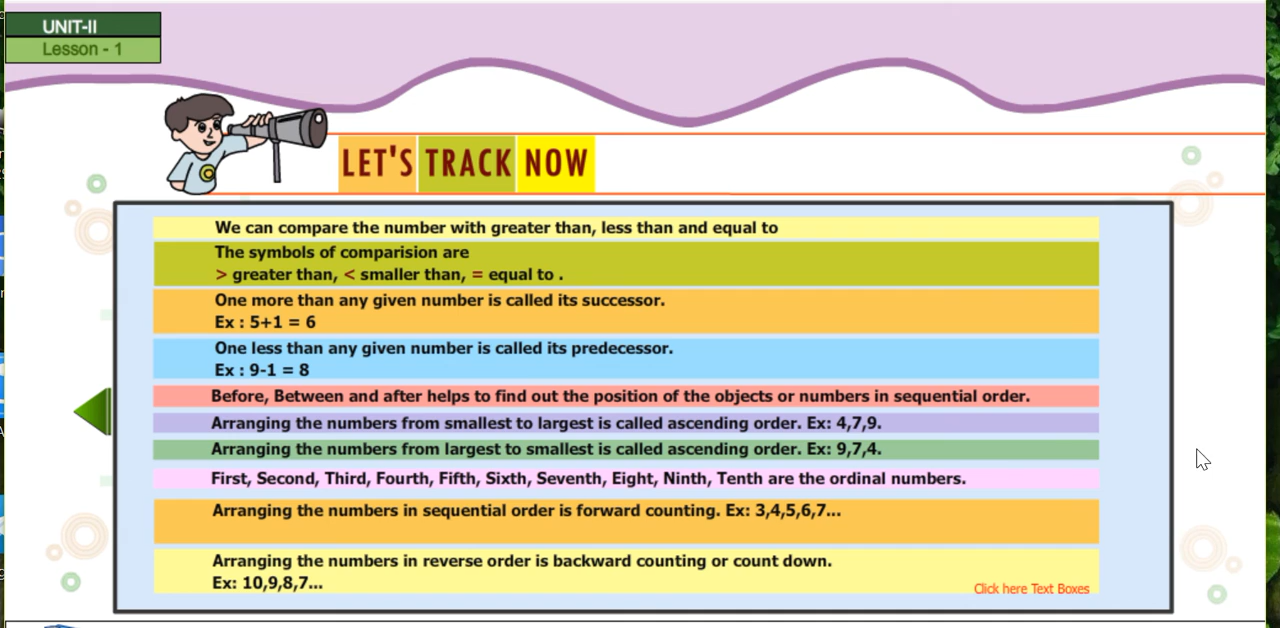 UNIT-II
Lesson - 1
LET'S TRACK NOW
We can compare the number with greater than, less than and equal to
The symbols of comparision are
> greater than, < smaller than, = equal to .
One more than any given number is called its successor.
Ex : 5+1 = 6
One less than any given number is called its predecessor.
Ex : 9-1 = 8
Before, Between and after helps to find out the position of the objects or numbers in sequential order.
Arranging the numbers from smallest to largest is called ascending order. Ex: 4,7,9.
Arranging the numbers from largest to smallest is called ascending order. Ex: 9,7,4.
First, Second, Third, Fourth, Fifth, Sixth, Seventh, Eight, Ninth, Tenth are the ordinal numbers.
Arranging the numbers in sequential order is forward counting. Ex: 3,4,5,6,7...
Arranging the numbers in reverse order is backward counting or count down.
Ex: 10,9,8,7...
Click here Text Boxes